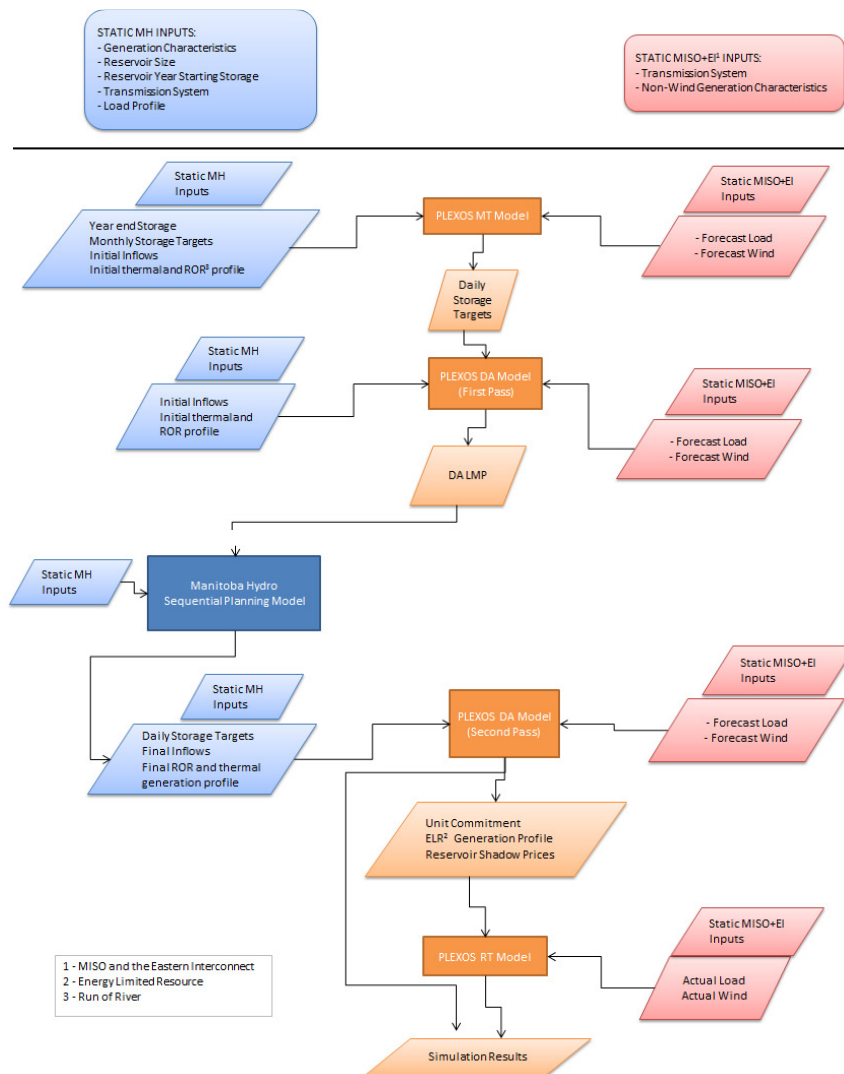 STATIC MH INPUTS:
- Generation Characteristics
- Reservoir Size
- Reservoir Year Starting Storage
- Transmission System
- Load Profile
STATIC MISO+EI¹ INPUTS:
- Transmission System
- Non-Wind Generation Characteristics
Static MH
Inputs
Year end Storage
Monthly Storage Targets
Initial Inflows
Initial thermal and ROR³ profile
PLEXOS MT Model
Static MISO+EI
Inputs
- Forecast Load
- Forecast Wind
Daily
Storage
Targets
Static MH
Inputs
Initial Inflows
Initial thermal and
ROR profile
PLEXOS DA Model
(First Pass)
Static MISO+EI
Inputs
- Forecast Load
- Forecast Wind
DA LMP
Static MH
Inputs
Manitoba Hydro
Sequential Planning Model
Static MH
Inputs
Daily Storage Targets
Final Inflows
Final ROR and thermal
generation profile
PLEXOS DA Model
(Second Pass)
Static MISO+EI
Inputs
- Forecast Load
- Forecast Wind
Unit Commitment
ELR² Generation Profile
Reservoir Shadow Prices
PLEXOS RT Model
Static MISO+EI
Inputs
Actual Load
Actual Wind
1 - MISO and the Eastern Interconnect
2 - Energy Limited Resource
3 - Run of River
Simulation Results